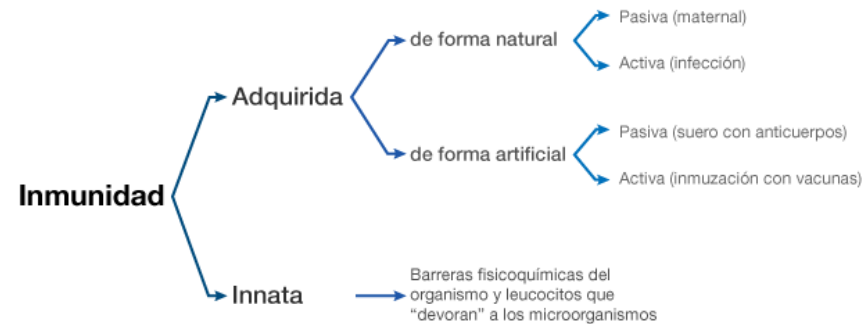 Inmunidad
Adquirida
de forma natural
Pasiva (maternal)
Activa (infección)
de forma artificial
Pasiva (suero con anticuerpos)
Activa (inmuzación con vacunas)
Innata
Barreras fisicoquímicas del
organismo y leucocitos que
“devoran” a los microorganismos